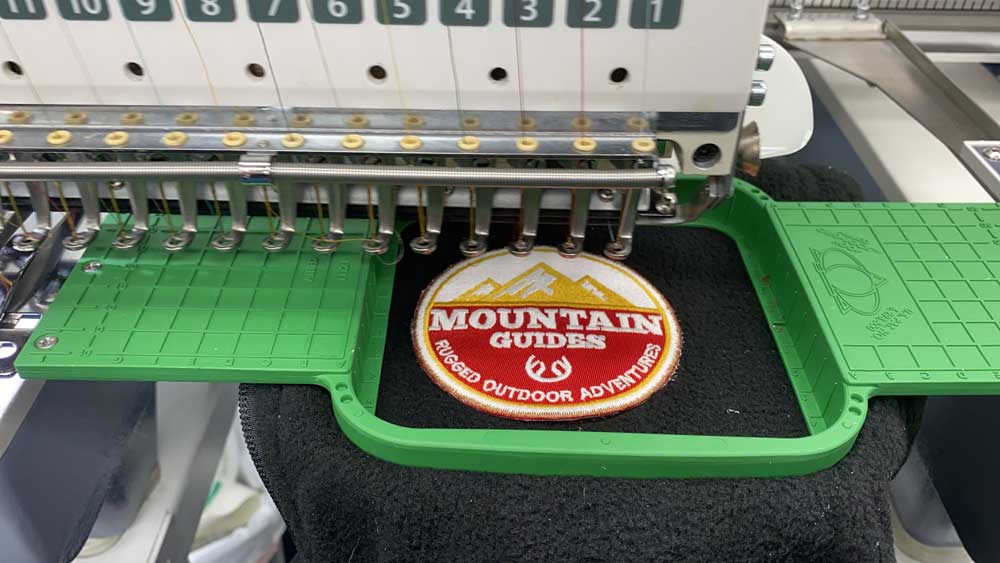 11 10 9 8 7 6 5 4 3 2 1
MOUNTAIN
GUIDES
RUGGED OUTDOOR ADVENTURES